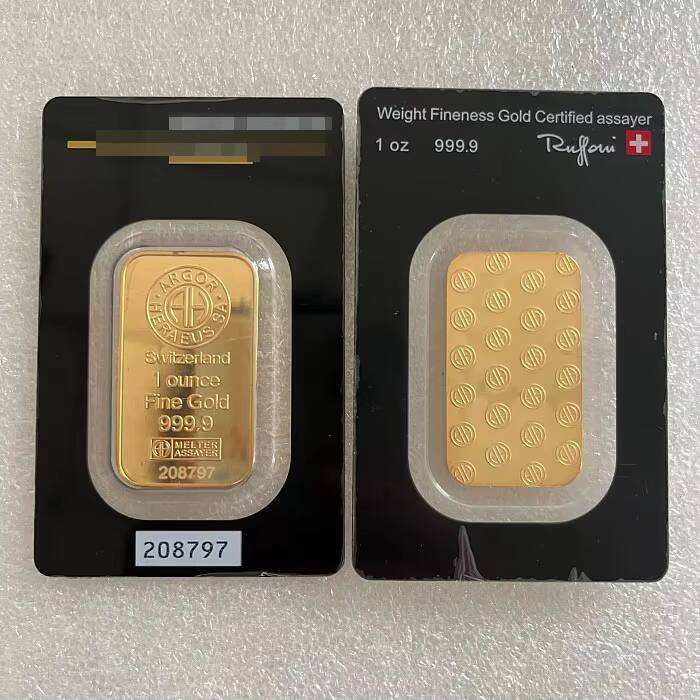 ARGOR
HERAEUS SA
Switzerland
1 ounce
Fine Gold
999.9
MELTER
ASSAYER
208797
208797
Weight Fineness Gold Certified assayer
1 oz 999.9 Ruffoni